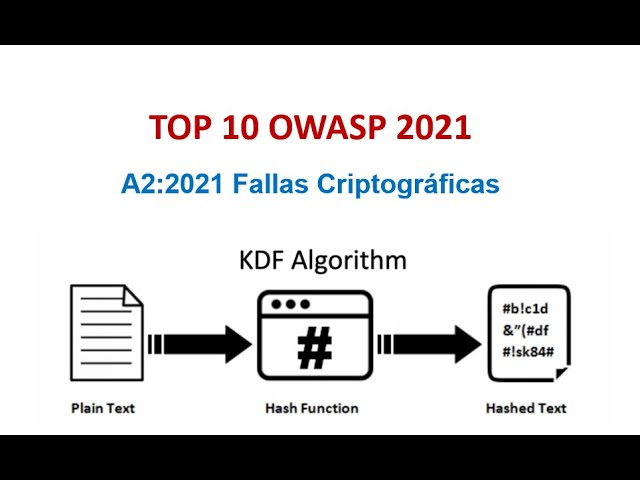 TOP 10 OWASP 2021
A2:2021 Fallas Criptográficas
KDF Algorithm
#
#b!c1d
&"(#df
#!sk84#
Plain Text
Hash Function
Hashed Text